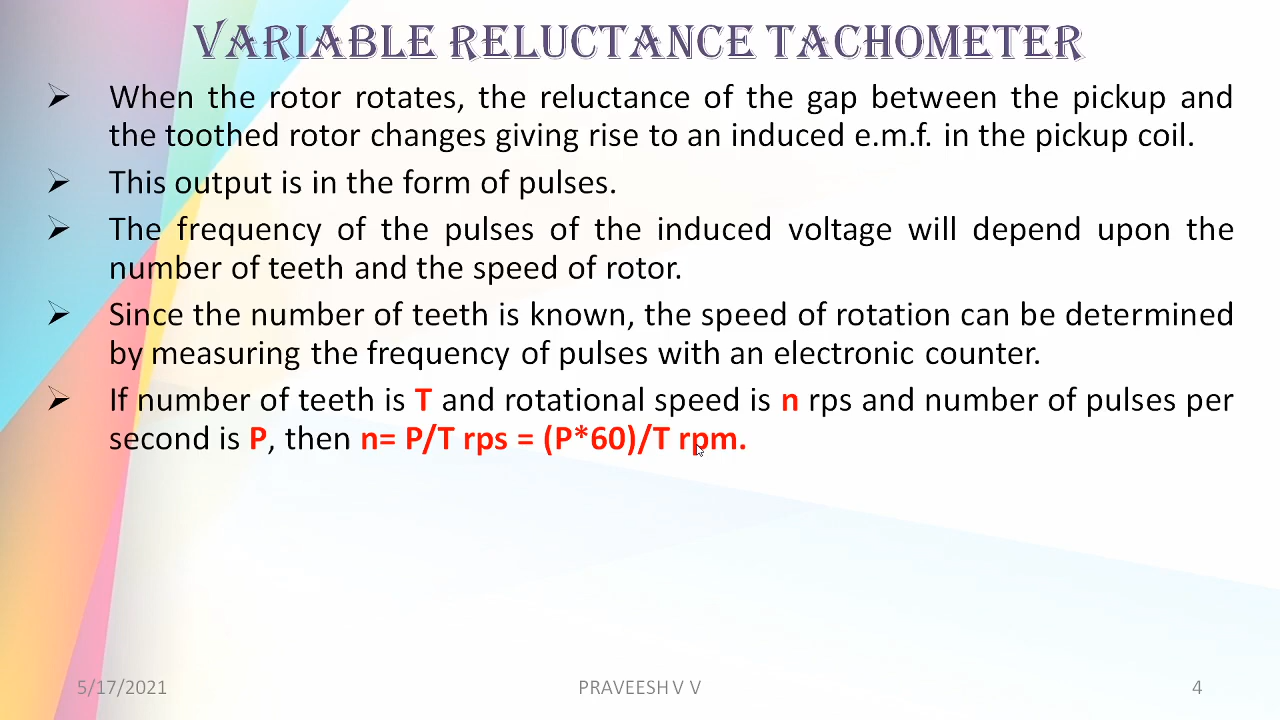 VARIABLE RELUCTANCE TACHOMETER
➢ When the rotor rotates, the reluctance of the gap between the pickup and
the toothed rotor changes giving rise to an induced e.m.f. in the pickup coil.
➢ This output is in the form of pulses.
➢ The frequency of the pulses of the induced voltage will depend upon the
number of teeth and the speed of rotor.
➢ Since the number of teeth is known, the speed of rotation can be determined
by measuring the frequency of pulses with an electronic counter.
➢ If number of teeth is T and rotational speed is n rps and number of pulses per
second is P, then n= P/T rps = (P*60)/T rpm.
5/17/2021 PRAVEESH V V 4